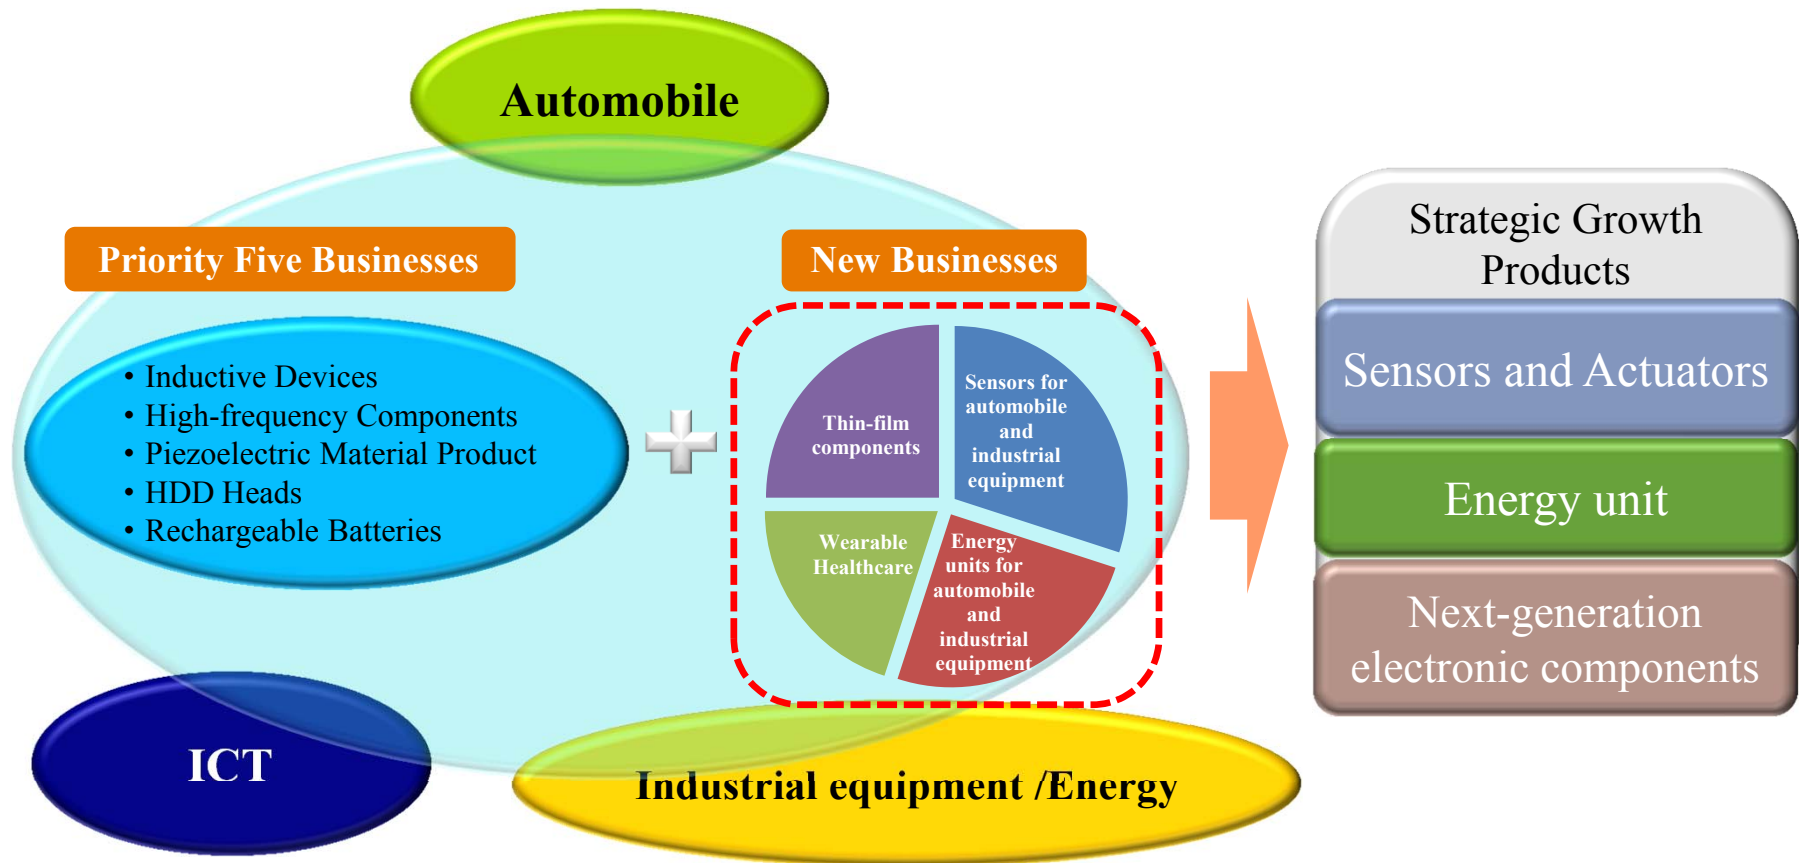 Automobile
Priority Five Businesses
• Inductive Devices
• High-frequency Components
• Piezoelectric Material Product
• HDD Heads
• Rechargeable Batteries
New Businesses
Thin-film
components
Sensors for
automobile
and
industrial
equipment
Wearable
Healthcare
Energy
units for
automobile
and
industrial
equipment
ICT
Industrial equipment /Energy
Strategic Growth
Products
Sensors and Actuators
Energy unit
Next-generation
electronic components